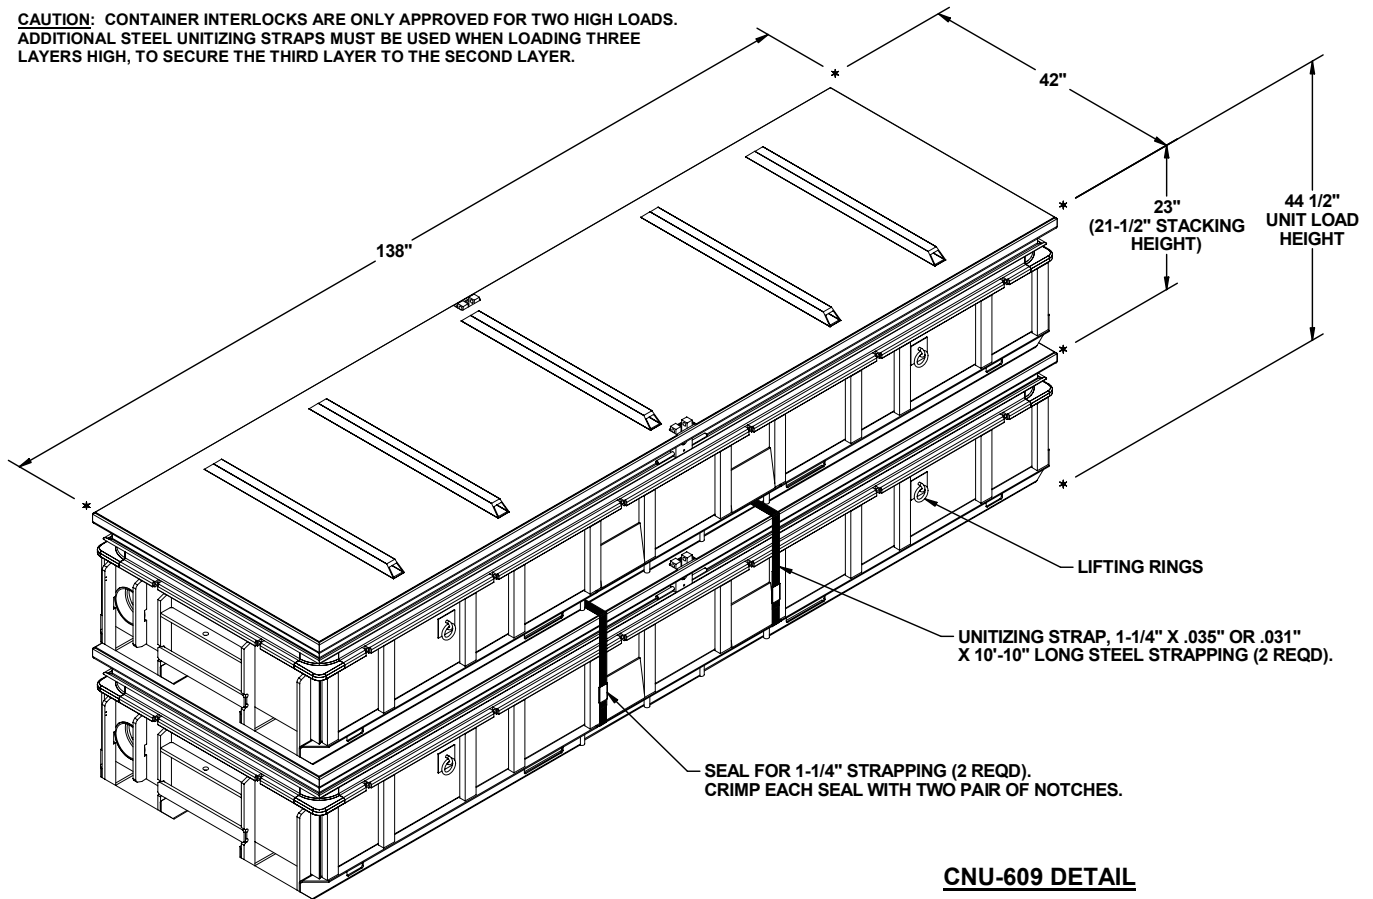 CAUTION: CONTAINER INTERLOCKS ARE ONLY APPROVED FOR TWO HIGH LOADS.
ADDITIONAL STEEL UNITIZING STRAPS MUST BE USED WHEN LOADING THREE
LAYERS HIGH, TO SECURE THE THIRD LAYER TO THE SECOND LAYER.
*
42"
*
23"
(21-1/2" STACKING
HEIGHT)
44 1/2"
UNIT LOAD
HEIGHT
138"
*
*
*
LIFTING RINGS
UNITIZING STRAP, 1-1/4" X .035" OR .031"
X 10'-10" LONG STEEL STRAPPING (2 REQD).
SEAL FOR 1-1/4" STRAPPING (2 REQD).
CRIMP EACH SEAL WITH TWO PAIR OF NOTCHES.
CNU-609 DETAIL